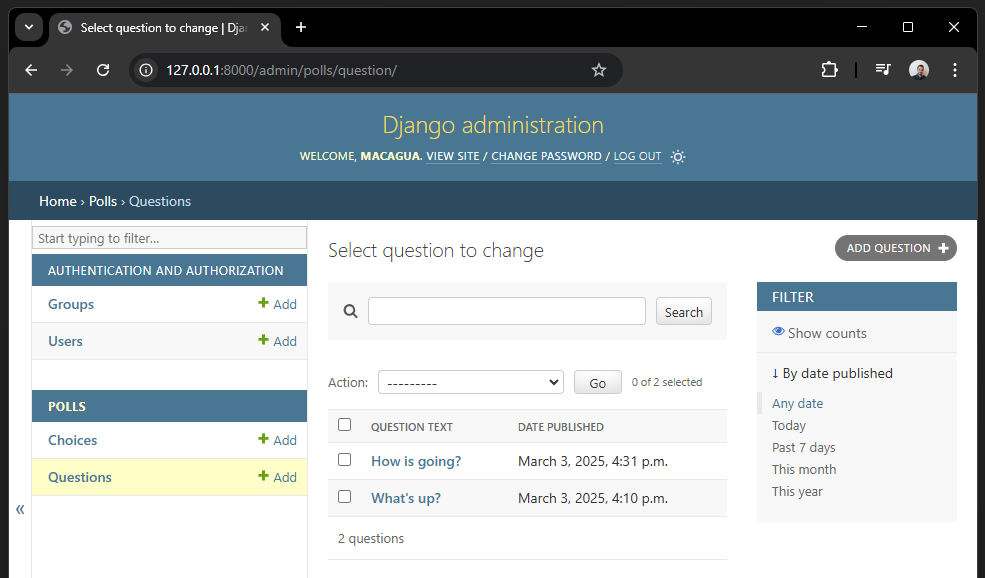 Select question to change | Dja
127.0.0.1:8000/admin/polls/question/
Django administration
WELCOME, MACAGUA. VIEW SITE / CHANGE PASSWORD / LOG OUT
Home › Polls › Questions
Start typing to filter...
AUTHENTICATION AND AUTHORIZATION
Groups + Add
Users + Add
POLLS
Choices + Add
Questions + Add
«
Select question to change
ADD QUESTION +
Search
Action: --------- Go 0 of 2 selected
QUESTION TEXT DATE PUBLISHED
How is going? March 3, 2025, 4:31 p.m.
What's up? March 3, 2025, 4:10 p.m.
2 questions
FILTER
Show counts
↓ By date published
Any date
Today
Past 7 days
This month
This year